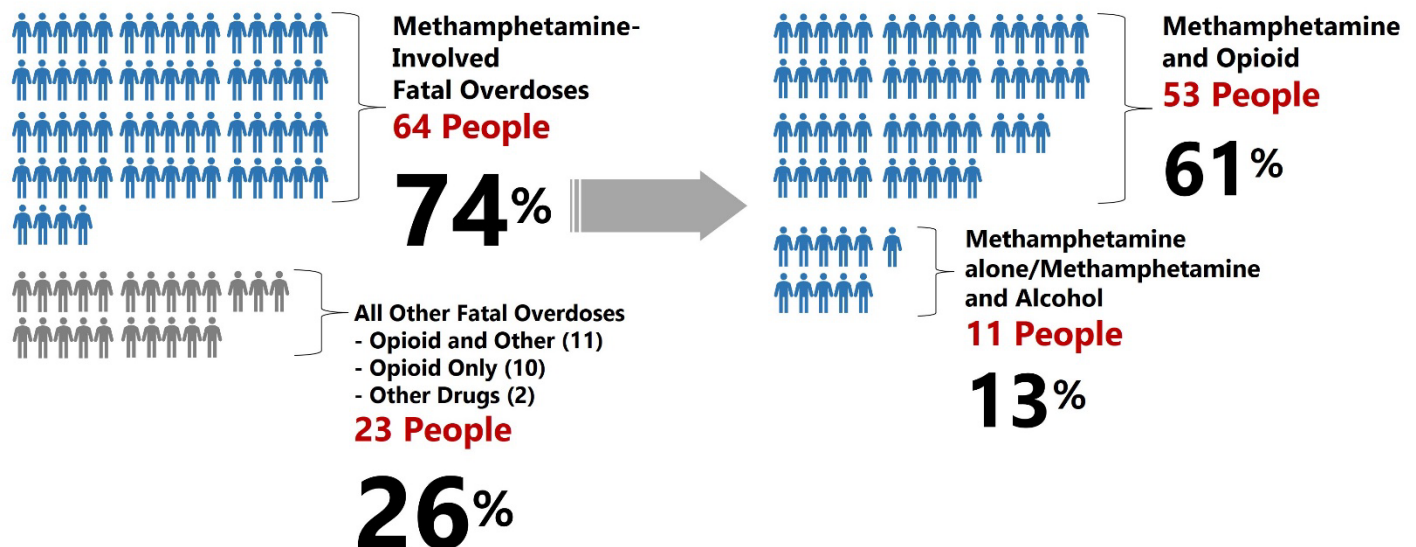 Methamphetamine-
Involved
Fatal Overdoses
64 People
74%
All Other Fatal Overdoses
- Opioid and Other (11)
- Opioid Only (10)
- Other Drugs (2)
23 People
26%
Methamphetamine
and Opioid
53 People
61%
Methamphetamine
alone/Methamphetamine
and Alcohol
11 People
13%